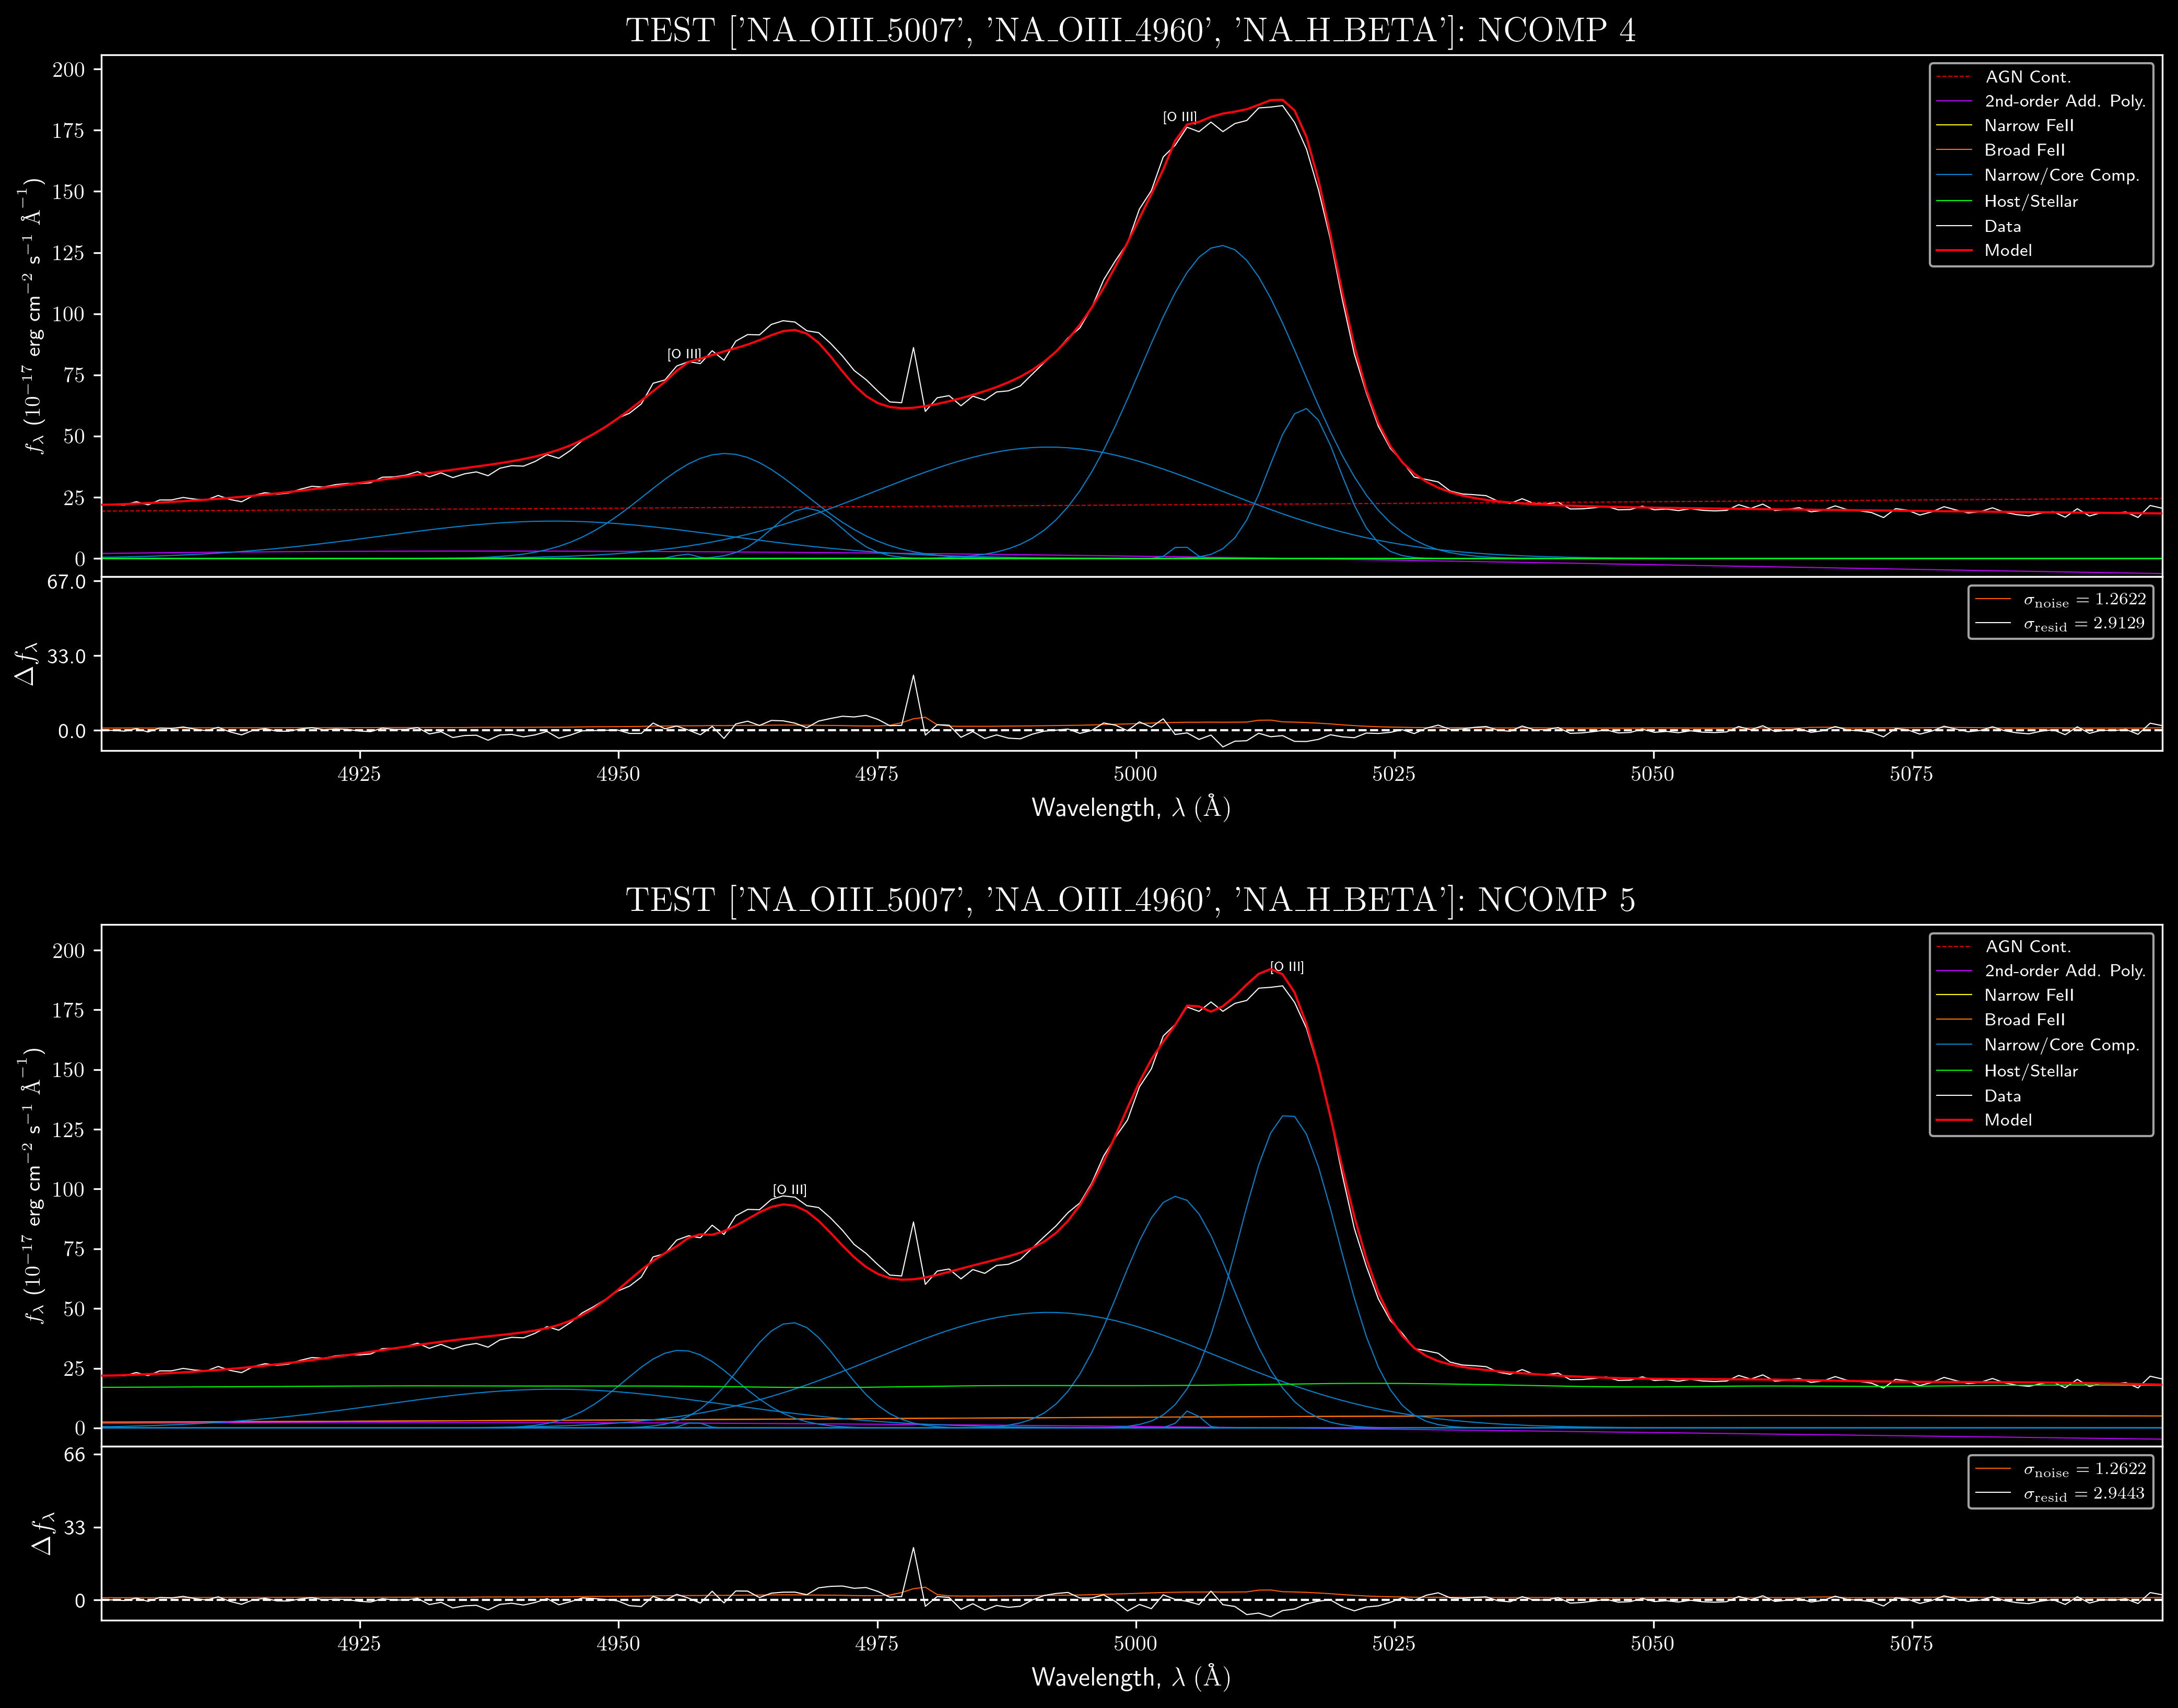 TEST ['NA_OIII_5007', 'NA_OIII_4960', 'NA_H_BETA']: NCOMP 4
200
175
150
125
100
75
50
25
0
fλ (10⁻¹⁷ erg cm⁻² s⁻¹ Å⁻¹)
[O III]
[O III]
AGN Cont.
2nd-order Add. Poly.
Narrow FeII
Broad FeII
Narrow/Core Comp.
Host/Stellar
Data
Model
67.0
33.0
0.0
Δfλ
σnoise = 1.2622
σresid = 2.9129
4925 4950 4975 5000 5025 5050 5075
Wavelength, λ (Å)
TEST ['NA_OIII_5007', 'NA_OIII_4960', 'NA_H_BETA']: NCOMP 5
200
175
150
125
100
75
50
25
0
fλ (10⁻¹⁷ erg cm⁻² s⁻¹ Å⁻¹)
[O III]
[O III]
AGN Cont.
2nd-order Add. Poly.
Narrow FeII
Broad FeII
Narrow/Core Comp.
Host/Stellar
Data
Model
66
33
0
Δfλ
σnoise = 1.2622
σresid = 2.9443
4925 4950 4975 5000 5025 5050 5075
Wavelength, λ (Å)